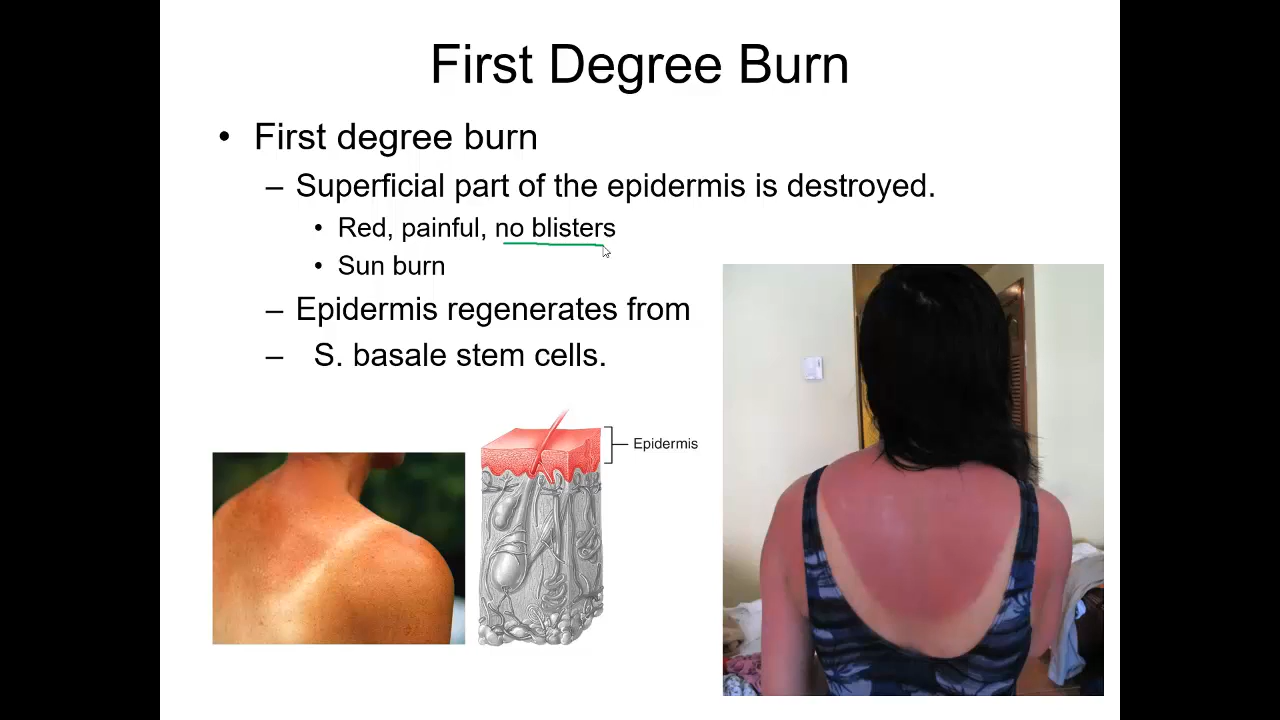 First Degree Burn
• First degree burn
– Superficial part of the epidermis is destroyed.
• Red, painful, no blisters
• Sun burn
– Epidermis regenerates from
– S. basale stem cells.
Epidermis